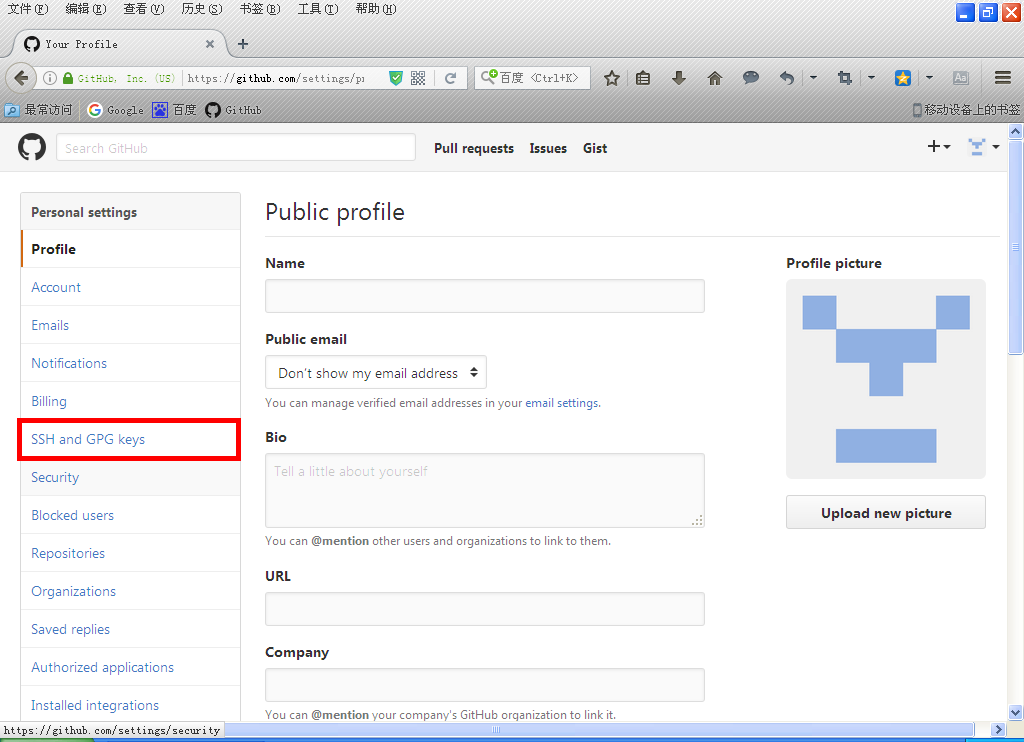 文件(F) 编辑(E) 查看(V) 历史(S) 书签(B) 工具(T) 帮助(H)
Your Profile
GitHub, Inc. (US) https://github.com/settings/p 百度 <Ctrl+K>
最常访问 Google 百度 GitHub 移动设备上的书签
Search GitHub Pull requests Issues Gist
Personal settings
Profile
Account
Emails
Notifications
Billing
SSH and GPG keys
Security
Blocked users
Repositories
Organizations
Saved replies
Authorized applications
Installed integrations
Public profile
Name
Public email
Don't show my email address
You can manage verified email addresses in your email settings.
Bio
Tell a little about yourself
You can @mention other users and organizations to link to them.
URL
Company
You can @mention your company's GitHub organization to link it.
Profile picture
Upload new picture
https://github.com/settings/security